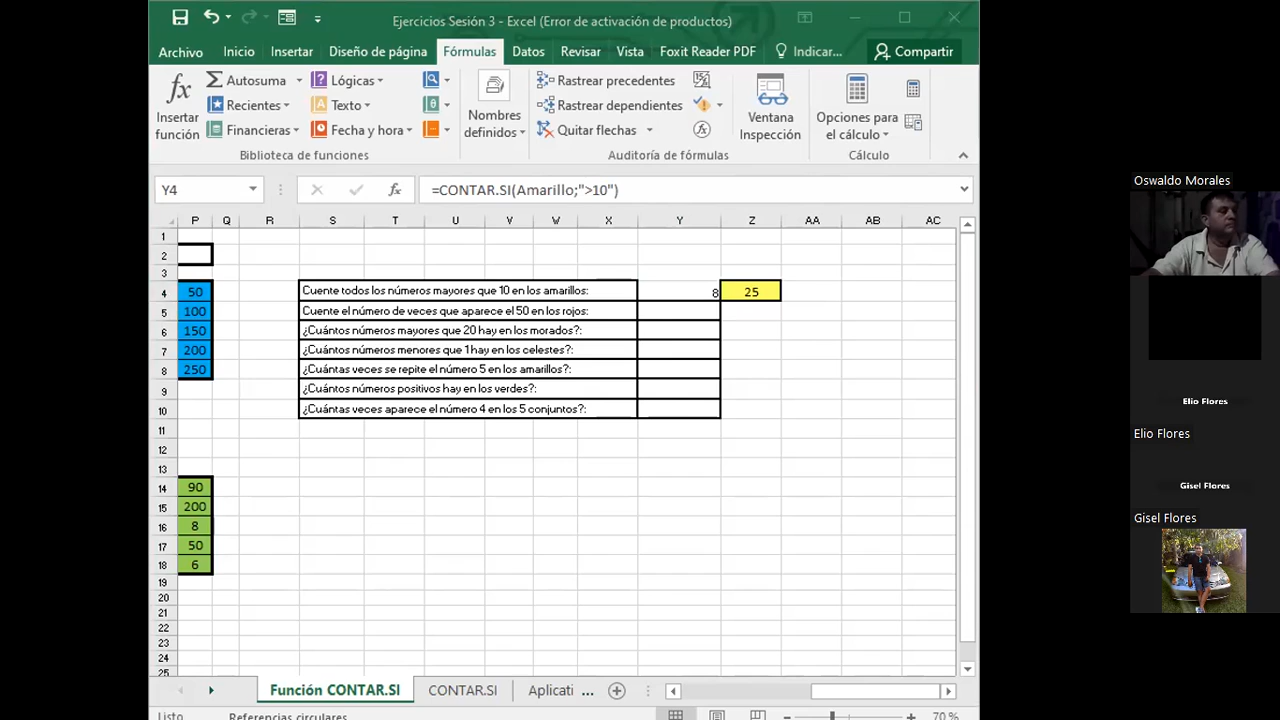 Ejercicios Sesión 3 - Excel (Error de activación de productos)
Archivo Inicio Insertar Diseño de página Fórmulas Datos Revisar Vista Foxit Reader PDF Indicar... Compartir
Insertar función
Autosuma
Recientes
Financieras
Lógicas
Texto
Fecha y hora
Biblioteca de funciones
Nombres definidos
Rastrear precedentes
Rastrear dependientes
Quitar flechas
Auditoría de fórmulas
Ventana Inspección
Opciones para el cálculo
Cálculo
Y4 fx =CONTAR.SI(Amarillo;">10")
P Q R S T U V W X Y Z AA AB AC
1
2
3
4 50 Cuente todos los números mayores que 10 en los amarillos: 8 25
5 100 Cuente el número de veces que aparece el 50 en los rojos:
6 150 ¿Cuántos números mayores que 20 hay en los morados?:
7 200 ¿Cuántos números menores que 1 hay en los celestes?:
8 250 ¿Cuántas veces se repite el número 5 en los amarillos?:
9 ¿Cuántos números positivos hay en los verdes?:
10 ¿Cuántas veces aparece el número 4 en los 5 conjuntos?:
11
12
13
14 90
15 200
16 8
17 50
18 6
19
20
21
22
23
24
25
Función CONTAR.SI CONTAR.SI Aplicati ...
Listo Referencias circulares 70 %
Oswaldo Morales
Elio Flores
Elio Flores
Gisel Flores
Gisel Flores